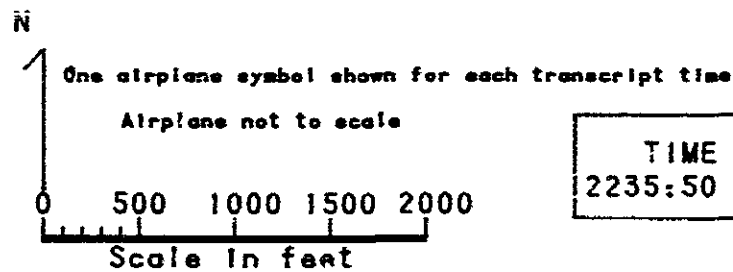 N
One airplane symbol shown for each transcript time
Airplane not to scale
TIME
2235:50
0 500 1000 1500 2000
Scale in feet